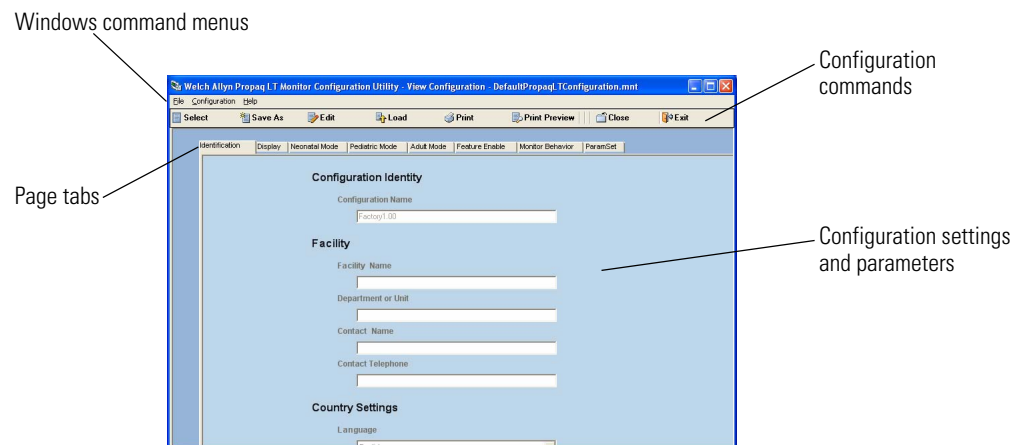 Windows command menus
Configuration
commands
Welch Allyn Propaq LT Monitor Configuration Utility - View Configuration - DefaultPropaqLTConfiguration.mnt
File Configuration Help
Select Save As Edit Load Print Print Preview Close Exit
Identification Display Neonatal Mode Pediatric Mode Adult Mode Feature Enable Monitor Behavior ParamSet
Page tabs
Configuration Identity
Configuration Name
Factory1.00
Configuration settings
and parameters
Facility
Facility Name
Department or Unit
Contact Name
Contact Telephone
Country Settings
Language